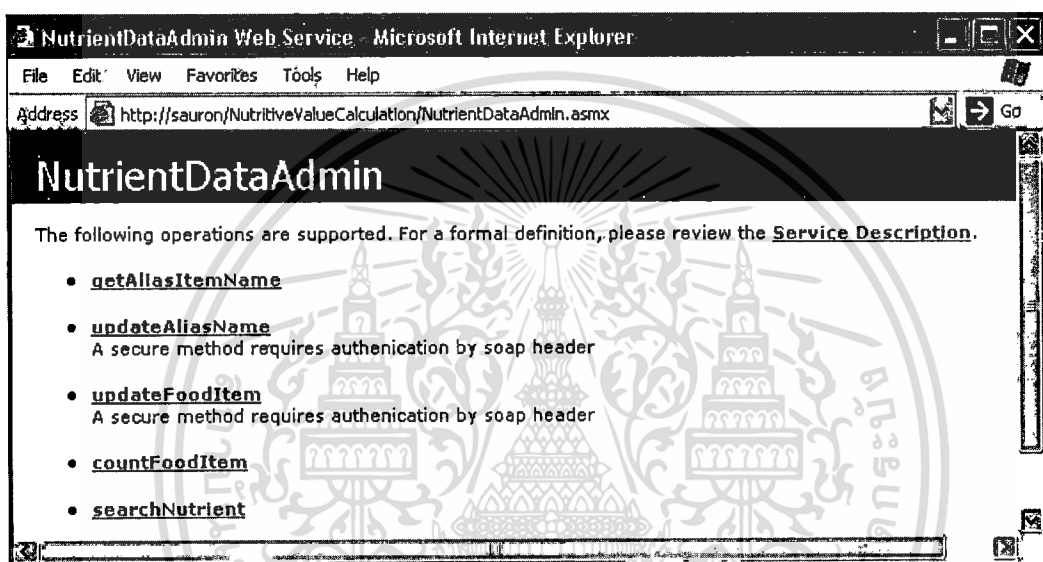 NutrientDataAdmin Web Service - Microsoft Internet Explorer
File Edit View Favorites Tools Help
Address http://sauron/NutritiveValueCalculation/NutrientDataAdmin.asmx Go
NutrientDataAdmin
The following operations are supported. For a formal definition, please review the Service Description.
• getAliasItemName
• updateAliasName
A secure method requires authenication by soap header
• updateFoodItem
A secure method requires authenication by soap header
• countFoodItem
• searchNutrient